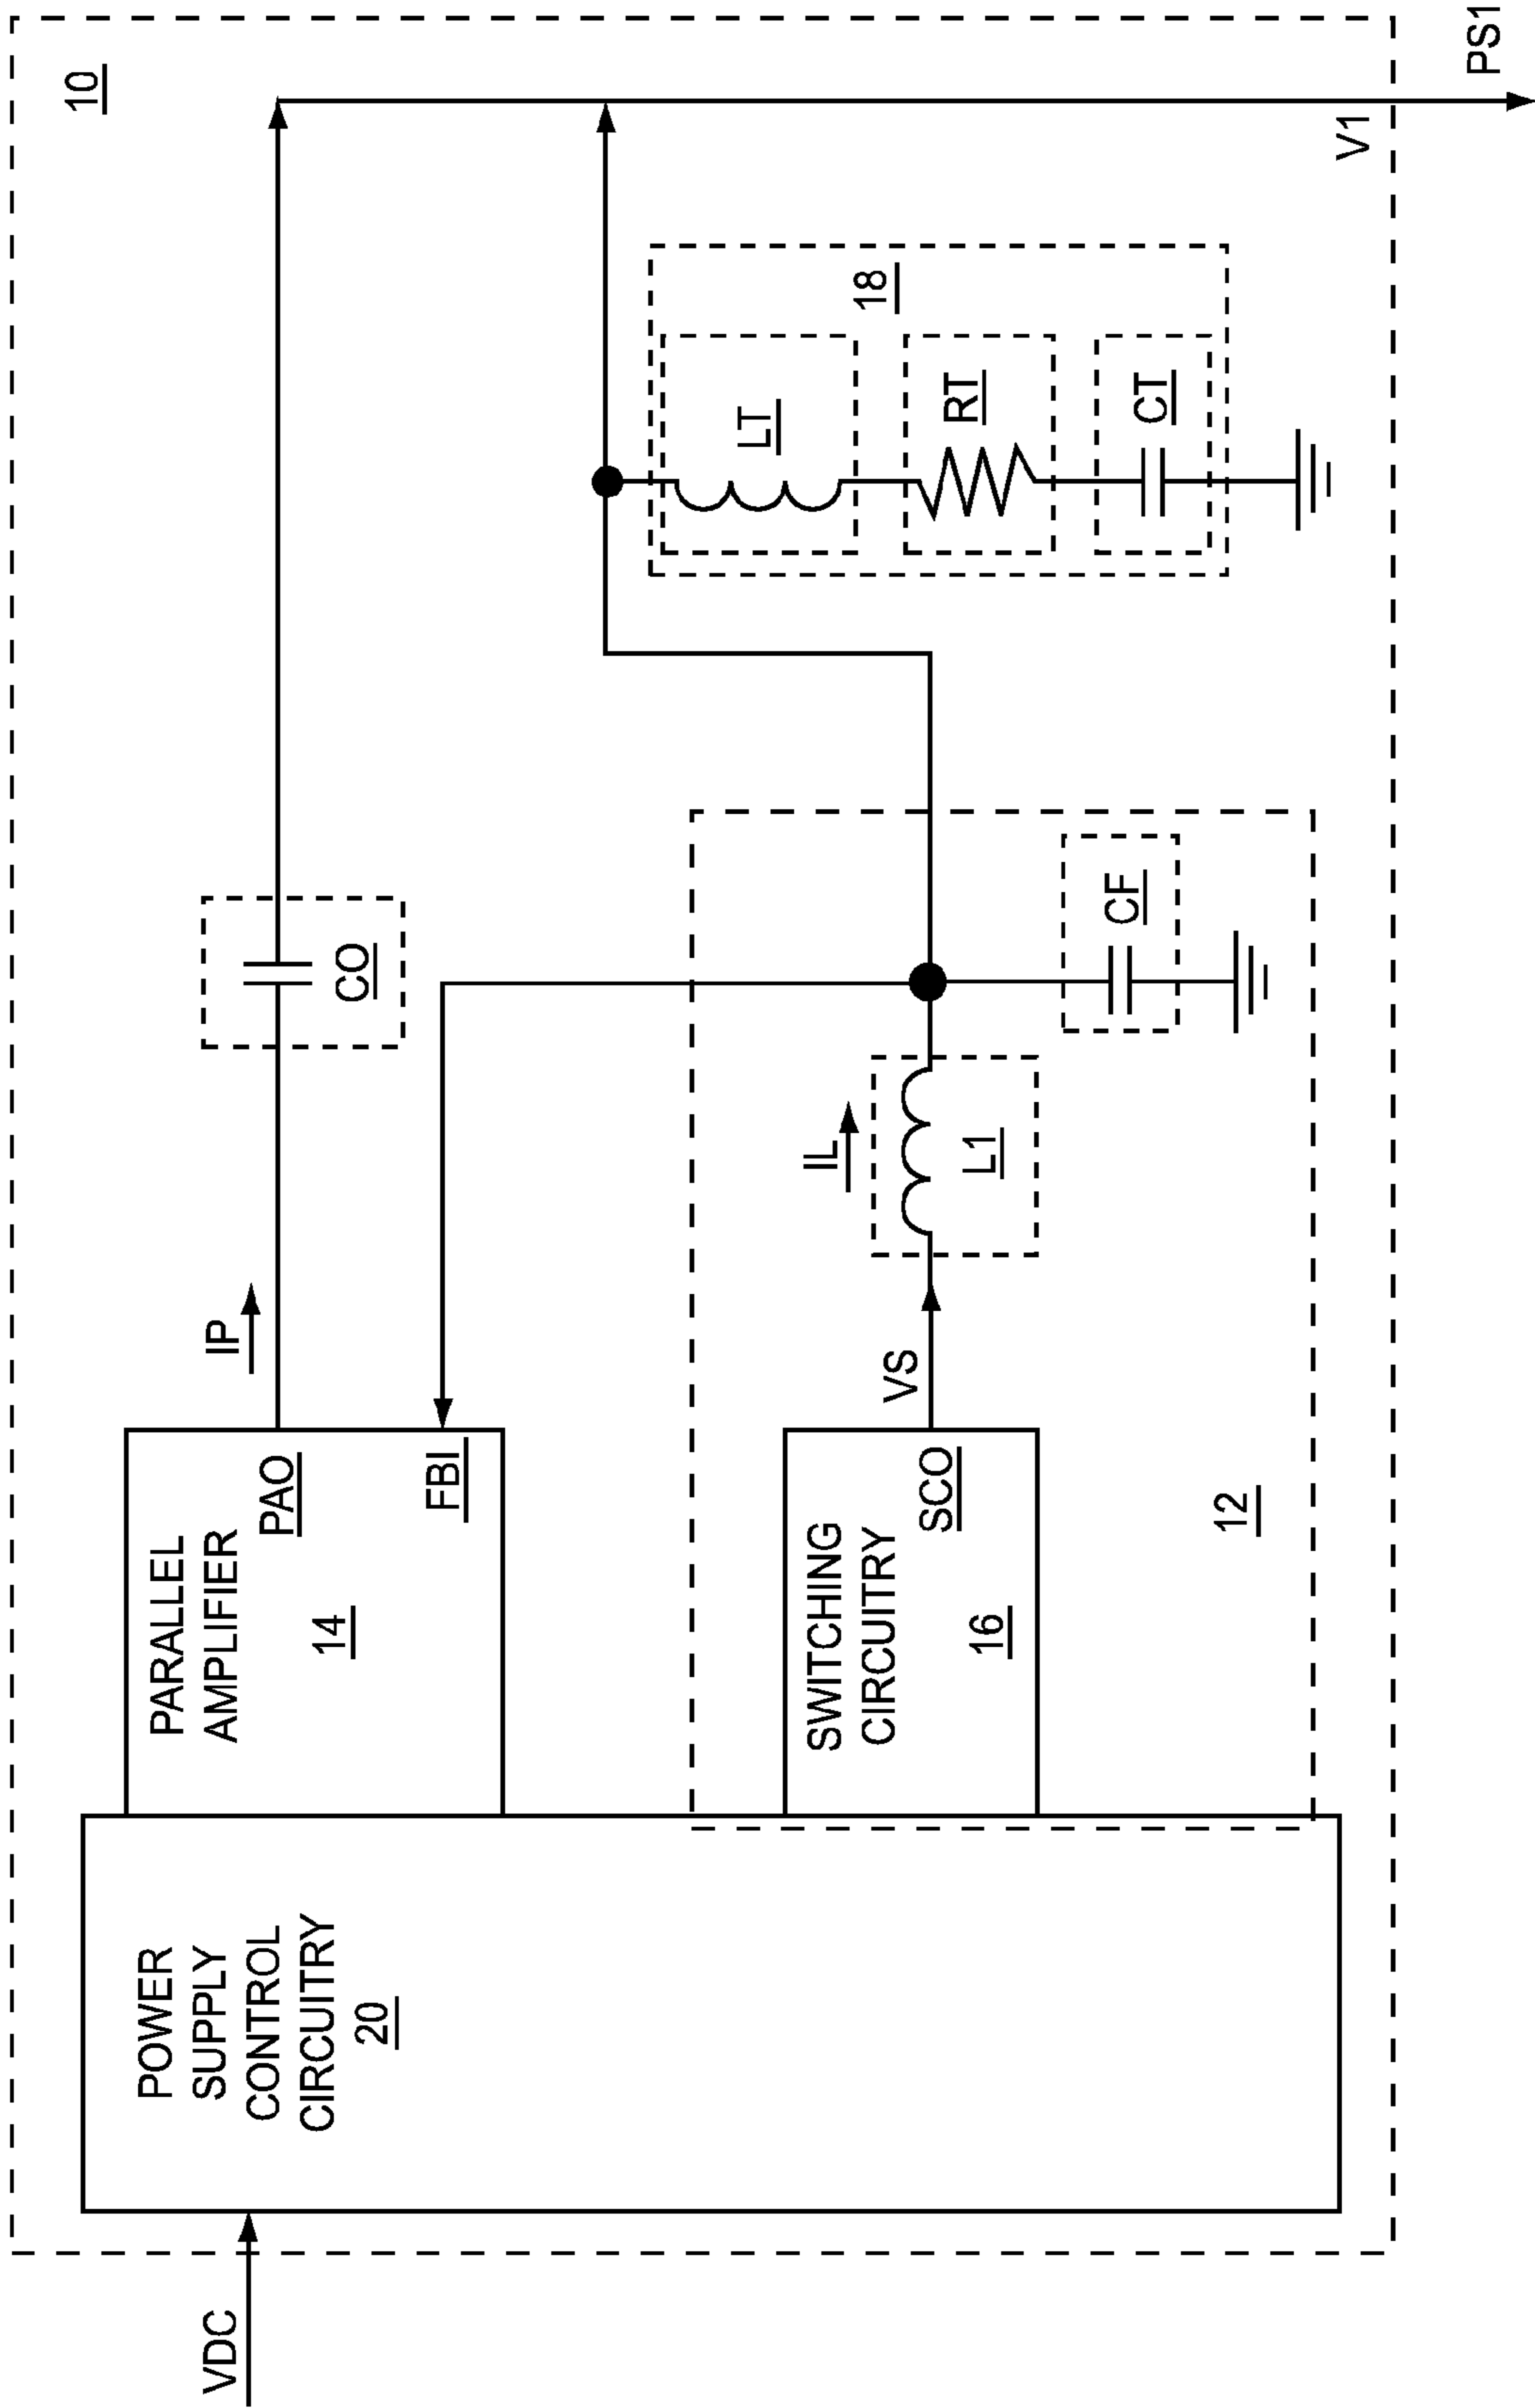 10
VDC
POWER
SUPPLY
CONTROL
CIRCUITRY
20
PARALLEL
AMPLIFIER
14
PAO
FBI
IP
CO
SWITCHING
CIRCUITRY
16
SCO
VS
IL
L1
CF
12
18
LT
RT
CT
V1
PS1